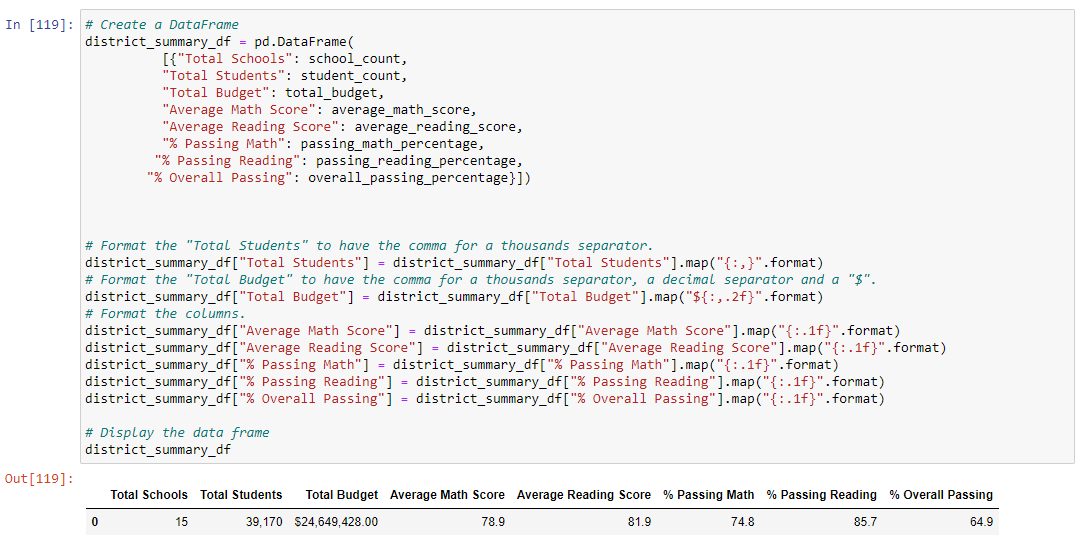 In [119]: # Create a DataFrame
district_summary_df = pd.DataFrame(
[{"Total Schools": school_count,
"Total Students": student_count,
"Total Budget": total_budget,
"Average Math Score": average_math_score,
"Average Reading Score": average_reading_score,
"% Passing Math": passing_math_percentage,
"% Passing Reading": passing_reading_percentage,
"% Overall Passing": overall_passing_percentage}])
# Format the "Total Students" to have the comma for a thousands separator.
district_summary_df["Total Students"] = district_summary_df["Total Students"].map("{:,}".format)
# Format the "Total Budget" to have the comma for a thousands separator, a decimal separator and a "$".
district_summary_df["Total Budget"] = district_summary_df["Total Budget"].map("${:,.2f}".format)
# Format the columns.
district_summary_df["Average Math Score"] = district_summary_df["Average Math Score"].map("{:.1f}".format)
district_summary_df["Average Reading Score"] = district_summary_df["Average Reading Score"].map("{:.1f}".format)
district_summary_df["% Passing Math"] = district_summary_df["% Passing Math"].map("{:.1f}".format)
district_summary_df["% Passing Reading"] = district_summary_df["% Passing Reading"].map("{:.1f}".format)
district_summary_df["% Overall Passing"] = district_summary_df["% Overall Passing"].map("{:.1f}".format)
# Display the data frame
district_summary_df
Out[119]:
Total Schools Total Students Total Budget Average Math Score Average Reading Score % Passing Math % Passing Reading % Overall Passing
0 15 39,170 $24,649,428.00 78.9 81.9 74.8 85.7 64.9